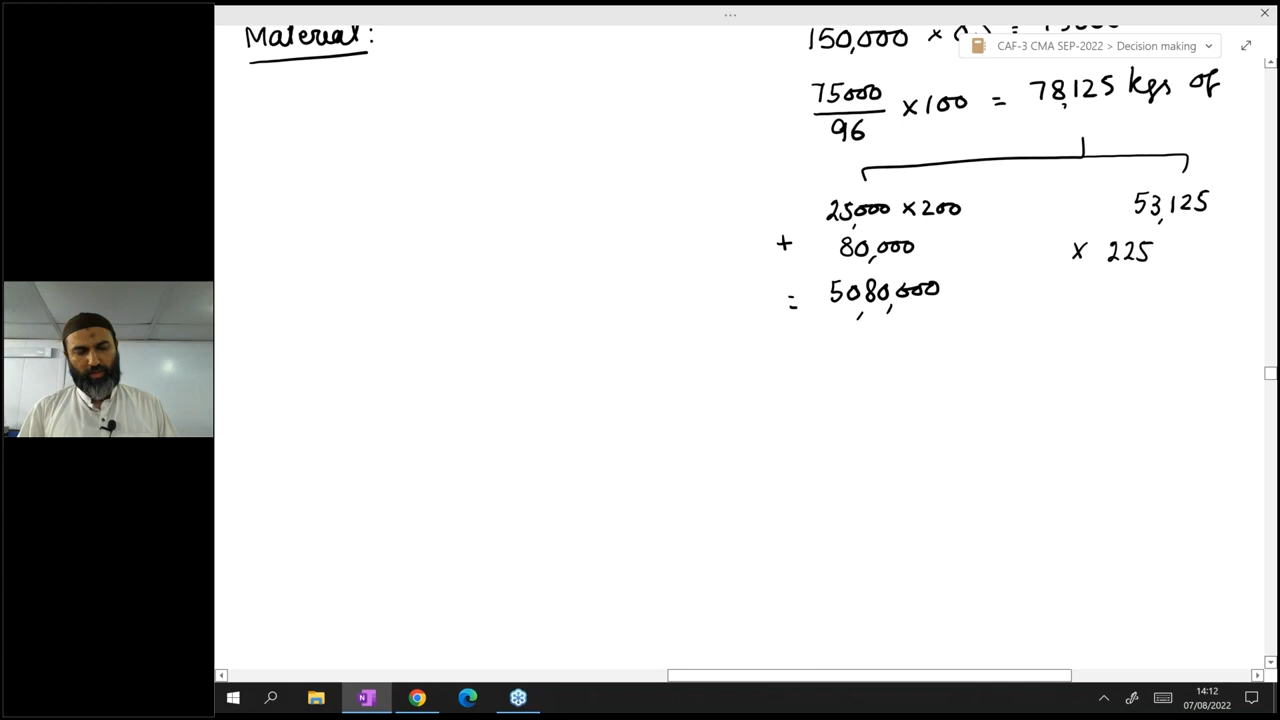 Material:
150,000 ×
CAF-3 CMA SEP-2022 > Decision making
75000
96
×100 = 78,125 kgs of
25,000 × 200
53,125
+ 80,000
× 225
= 5080,000
14:12
07/08/2022